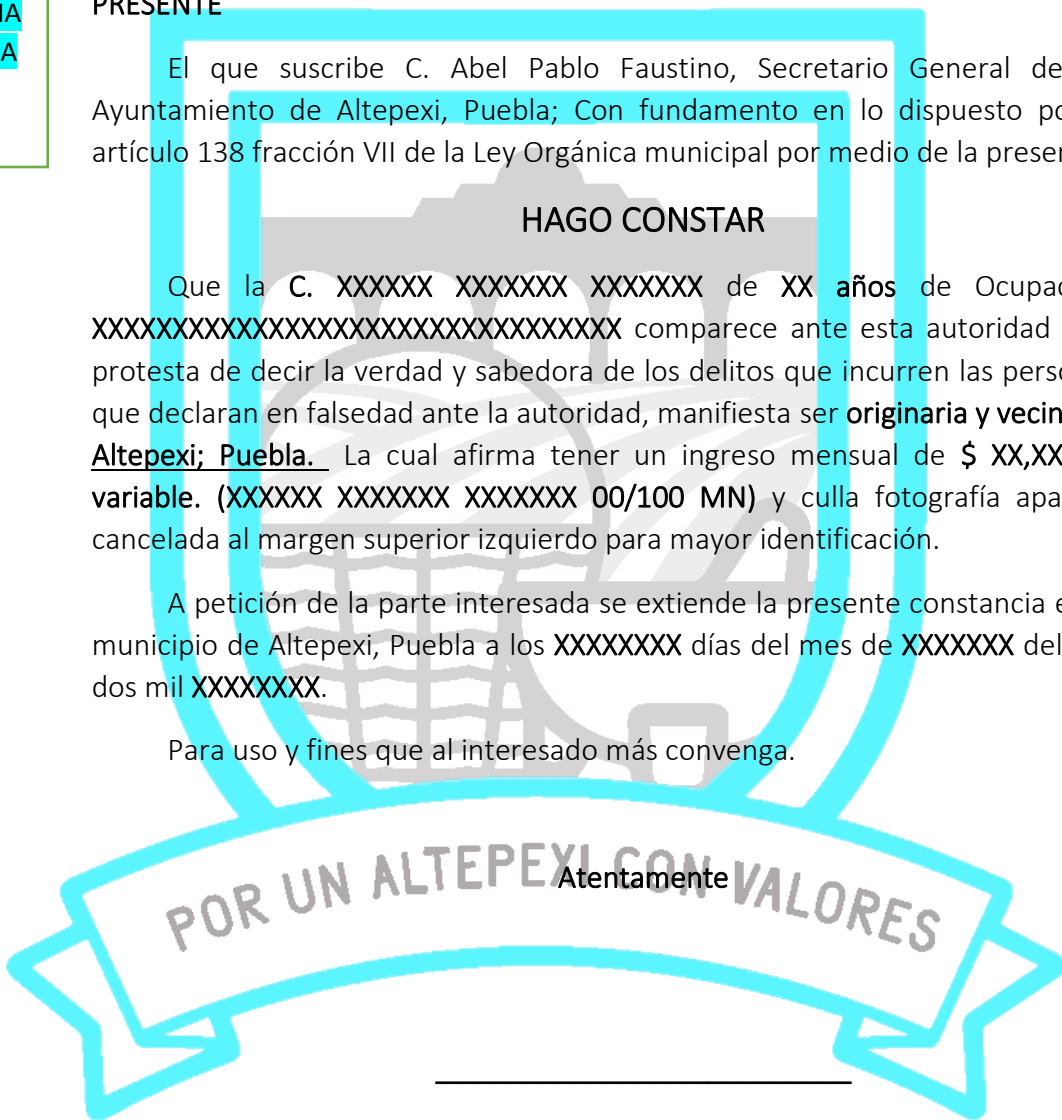 PRESENTE
El que suscribe C. Abel Pablo Faustino, Secretario General de
Ayuntamiento de Altepexi, Puebla; Con fundamento en lo dispuesto po
artículo 138 fracción VII de la Ley Orgánica municipal por medio de la presen
HAGO CONSTAR
Que la C. XXXXXX XXXXXXX XXXXXXX de XX años de Ocupac
XXXXXXXXXXXXXXXXXXXXXXXXXXXXXXXXX comparece ante esta autoridad
protesta de decir la verdad y sabedora de los delitos que incurren las perso
que declaran en falsedad ante la autoridad, manifiesta ser originaria y vecin
Altepexi; Puebla. La cual afirma tener un ingreso mensual de $ XX,XX
variable. (XXXXXX XXXXXXX XXXXXXX 00/100 MN) y culla fotografía apa
cancelada al margen superior izquierdo para mayor identificación.
A petición de la parte interesada se extiende la presente constancia e
municipio de Altepexi, Puebla a los XXXXXXXX días del mes de XXXXXXX del
dos mil XXXXXXXX.
Para uso y fines que al interesado más convenga.
Atentamente
POR UN ALTEPEXI CON VALORES